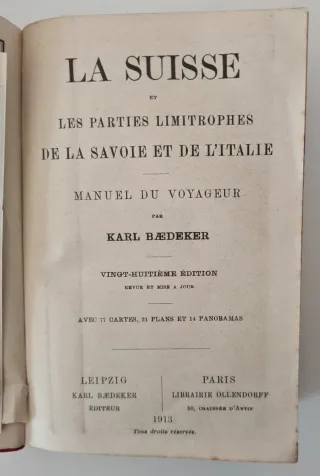 LA SUISSE
ET
LES PARTIES LIMITROPHES
DE LA SAVOIE ET DE L'ITALIE
MANUEL DU VOYAGEUR
PAR
KARL BÆDEKER
VINGT-HUITIÈME ÉDITION
REVUE ET MISE A JOUR
AVEC 77 CARTES, 21 PLANS ET 14 PANORAMAS
LEIPZIG
KARL BÆDEKER
ÉDITEUR
PARIS
LIBRAIRIE OLLENDORFF
50, CHAUSSÉE D'ANTIN
1913
Tous droits réservés.